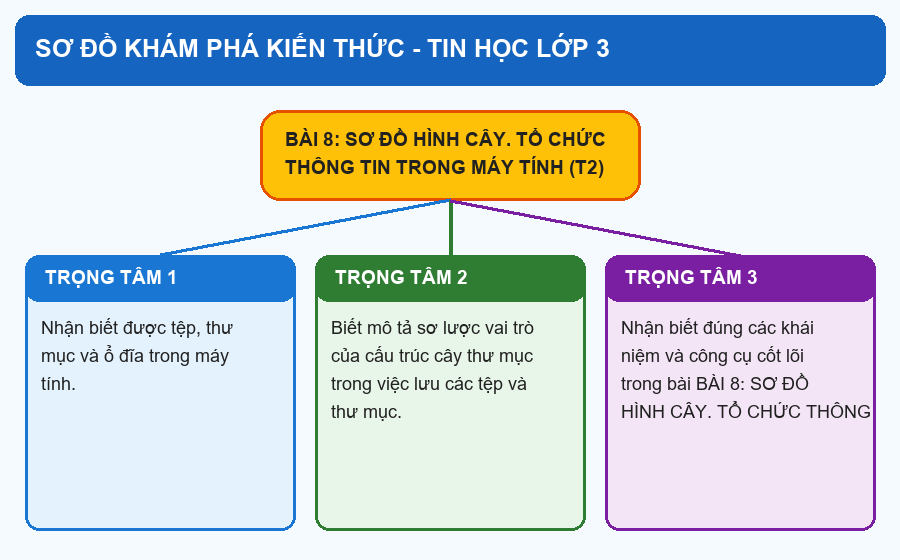 SƠ ĐỒ KHÁM PHÁ KIẾN THỨC - TIN HỌC LỚP 3
BÀI 8: SƠ ĐỒ HÌNH CÂY. TỔ CHỨC
THÔNG TIN TRONG MÁY TÍNH (T2)
TRỌNG TÂM 1
Nhận biết được tệp, thư
mục và ổ đĩa trong máy
tính.
TRỌNG TÂM 2
Biết mô tả sơ lược vai trò
của cấu trúc cây thư mục
trong việc lưu các tệp và
thư mục.
TRỌNG TÂM 3
Nhận biết đúng các khái
niệm và công cụ cốt lõi
trong bài BÀI 8: SƠ ĐỒ
HÌNH CÂY. TỔ CHỨC THÔNG